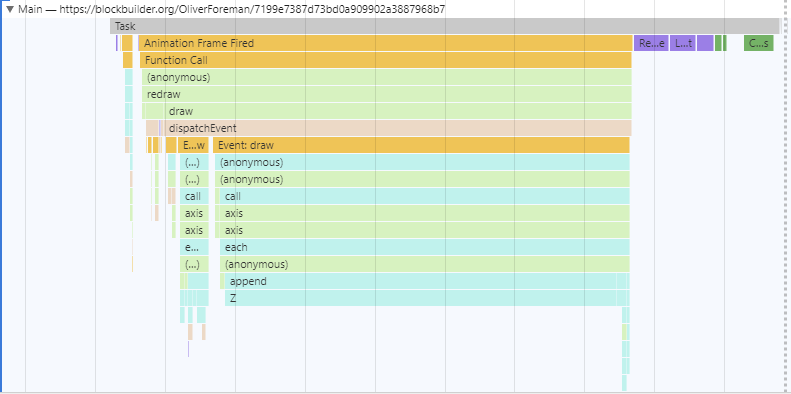 Main — https://blockbuilder.org/OliverForeman/7199e7387d73bd0a909902a3887968b7
Task
Animation Frame Fired Re...e L...t C...s
Function Call
(anonymous)
redraw
draw
dispatchEvent
E...w Event: draw
(...) (anonymous)
(...) (anonymous)
call call
axis axis
axis axis
e... each
(...) (anonymous)
append
Z